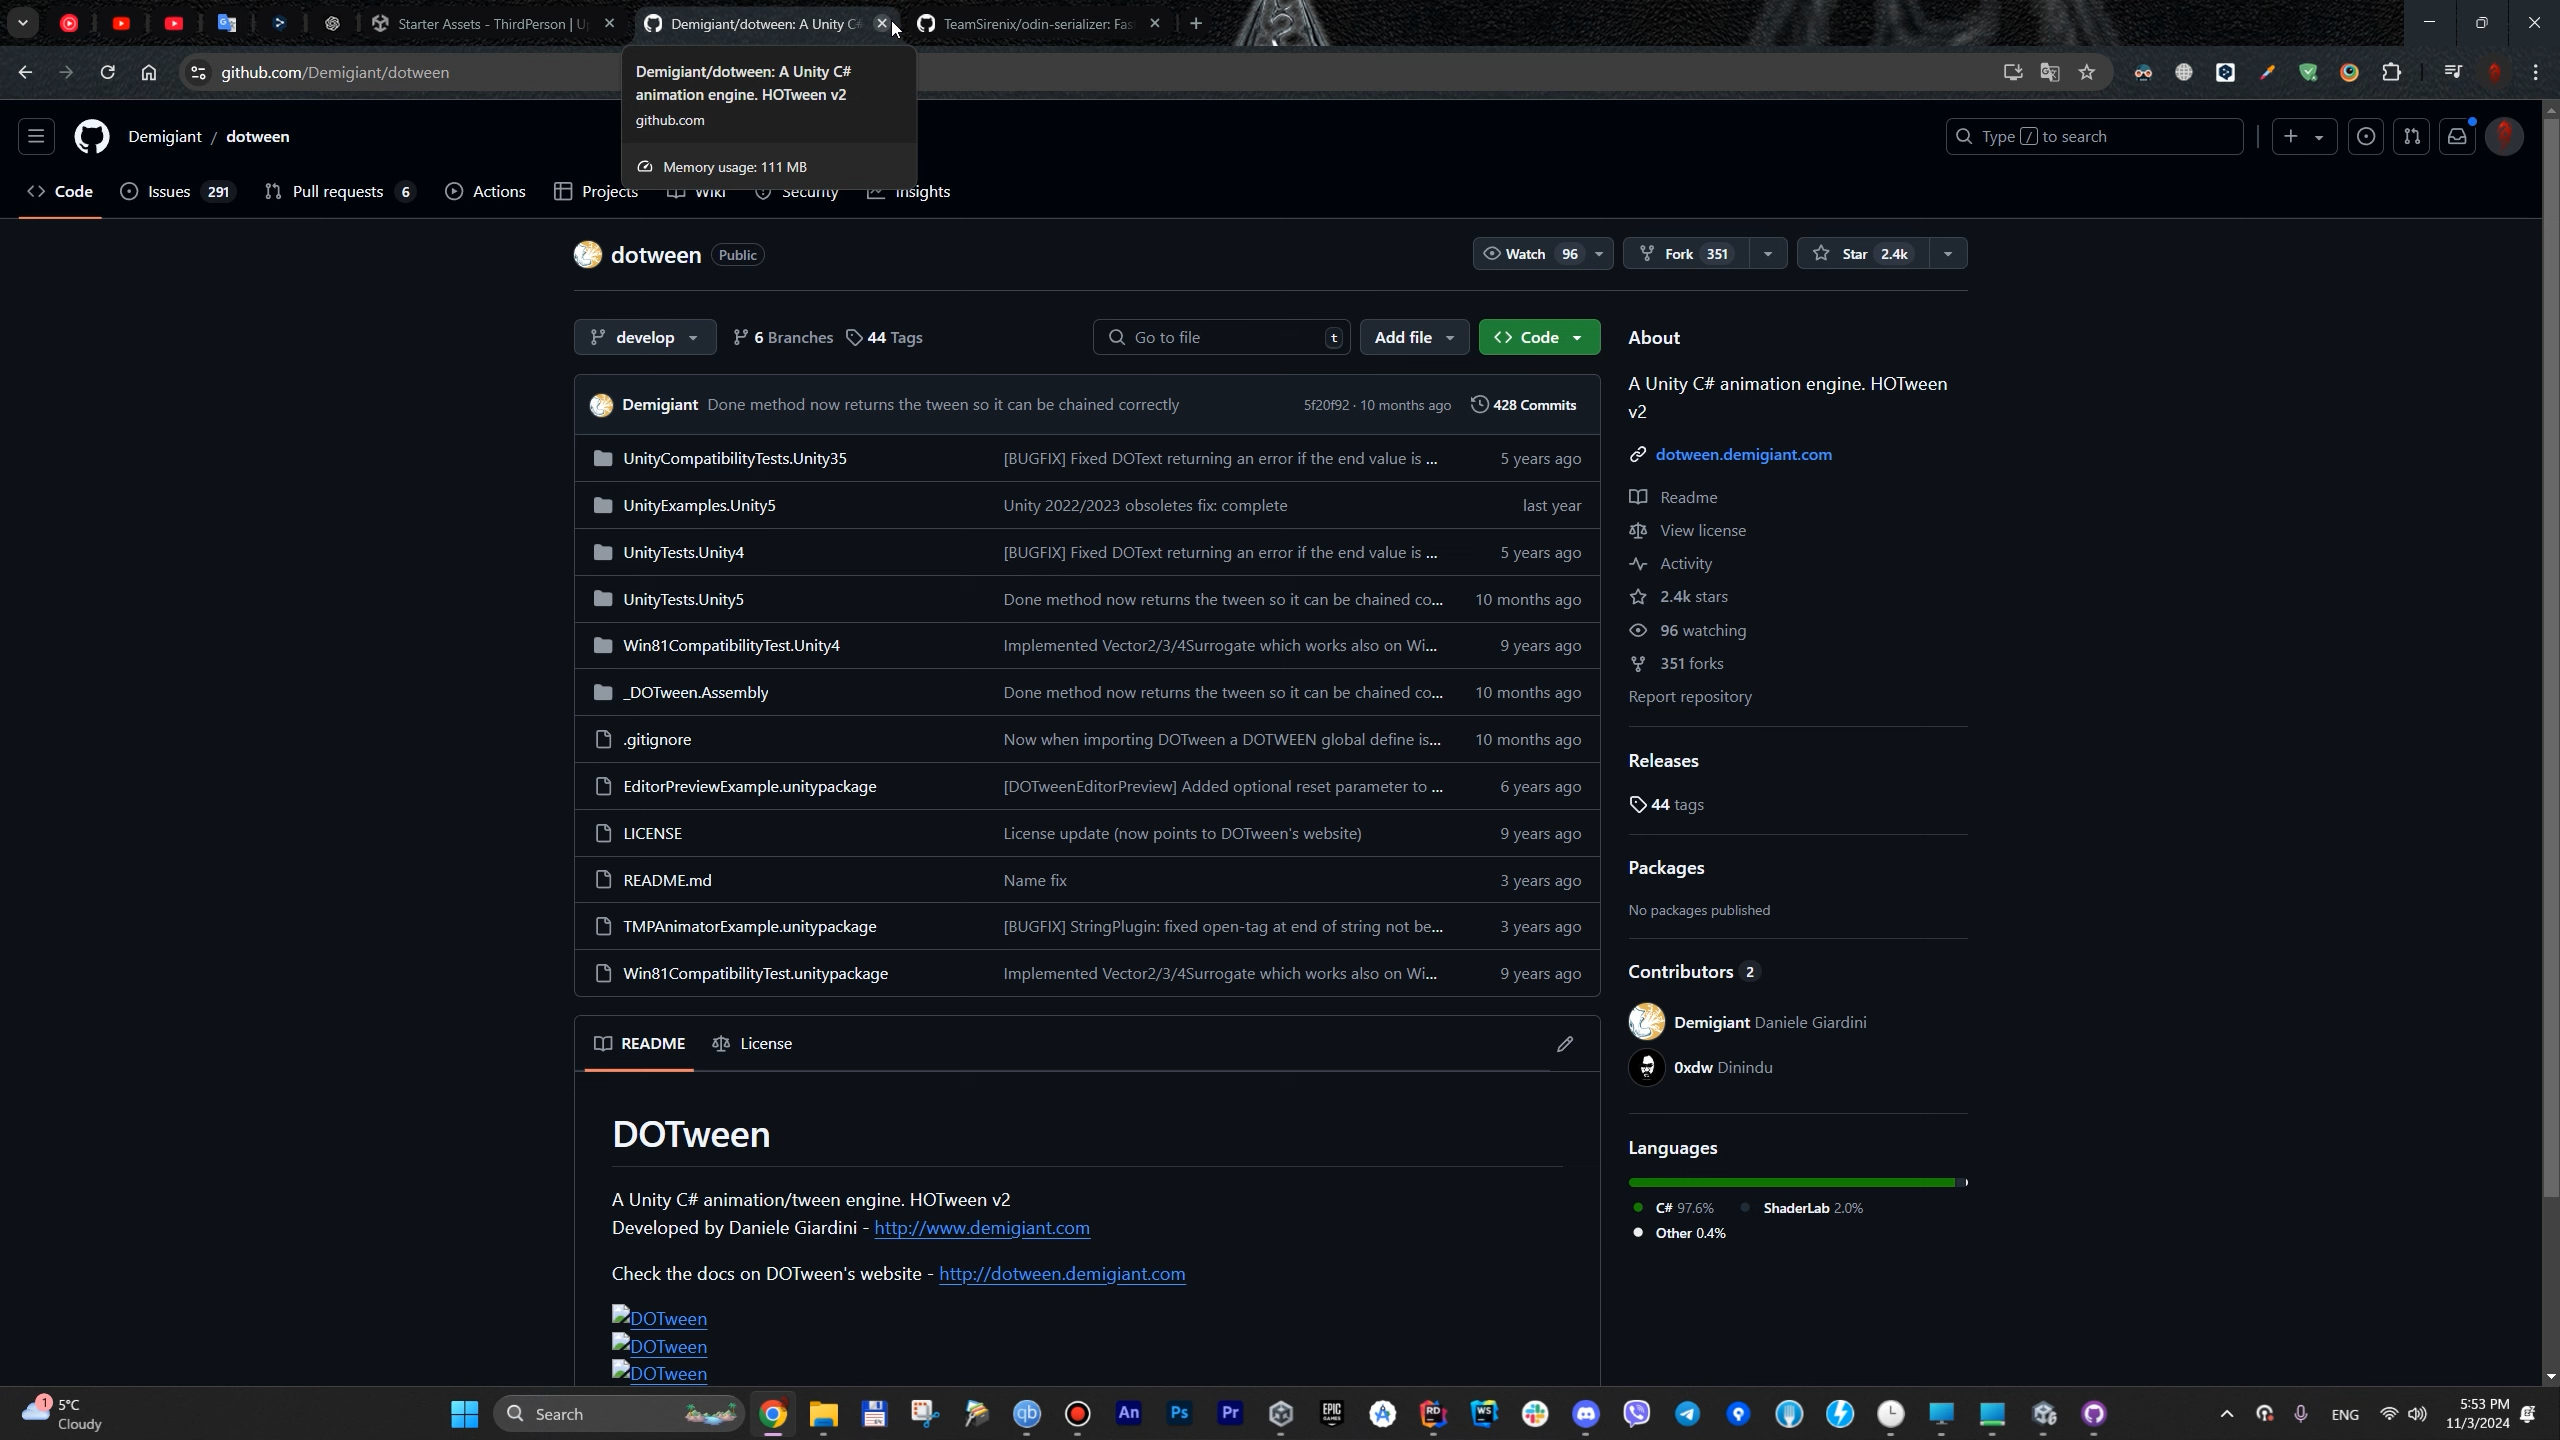 Starter Assets - ThirdPerson | U
Demigiant/dotween: A Unity C#
TeamSirenix/odin-serializer: Fas
github.com/Demigiant/dotween
Demigiant/dotween: A Unity C#
animation engine. HOTween v2
github.com
Memory usage: 111 MB
Demigiant / dotween
Type / to search
Code
Issues 291
Pull requests 6
Actions
Projects
Wiki
Security
Insights
dotween Public
Watch 96
Fork 351
Star 2.4k
develop
6 Branches
44 Tags
Go to file t
Add file
Code
Demigiant Done method now returns the tween so it can be chained correctly 5f20f92 · 10 months ago 428 Commits
UnityCompatibilityTests.Unity35 [BUGFIX] Fixed DOText returning an error if the end value is ... 5 years ago
UnityExamples.Unity5 Unity 2022/2023 obsoletes fix: complete last year
UnityTests.Unity4 [BUGFIX] Fixed DOText returning an error if the end value is ... 5 years ago
UnityTests.Unity5 Done method now returns the tween so it can be chained co... 10 months ago
Win81CompatibilityTest.Unity4 Implemented Vector2/3/4Surrogate which works also on Wi... 9 years ago
_DOTween.Assembly Done method now returns the tween so it can be chained co... 10 months ago
.gitignore Now when importing DOTween a DOTWEEN global define is... 10 months ago
EditorPreviewExample.unitypackage [DOTweenEditorPreview] Added optional reset parameter to ... 6 years ago
LICENSE License update (now points to DOTween's website) 9 years ago
README.md Name fix 3 years ago
TMPAnimatorExample.unitypackage [BUGFIX] StringPlugin: fixed open-tag at end of string not be... 3 years ago
Win81CompatibilityTest.unitypackage Implemented Vector2/3/4Surrogate which works also on Wi... 9 years ago
README
License
DOTween
A Unity C# animation/tween engine. HOTween v2
Developed by Daniele Giardini - http://www.demigiant.com
Check the docs on DOTween's website - http://dotween.demigiant.com
DOTween
DOTween
DOTween
About
A Unity C# animation engine. HOTween
v2
dotween.demigiant.com
Readme
View license
Activity
2.4k stars
96 watching
351 forks
Report repository
Releases
44 tags
Packages
No packages published
Contributors 2
Demigiant Daniele Giardini
0xdw Dinindu
Languages
C# 97.6%
ShaderLab 2.0%
Other 0.4%
1
5°C
Cloudy
Search
qb
An
Ps
Pr
EPIC
GAMES
RD
WS
ENG
5:53 PM
11/3/2024